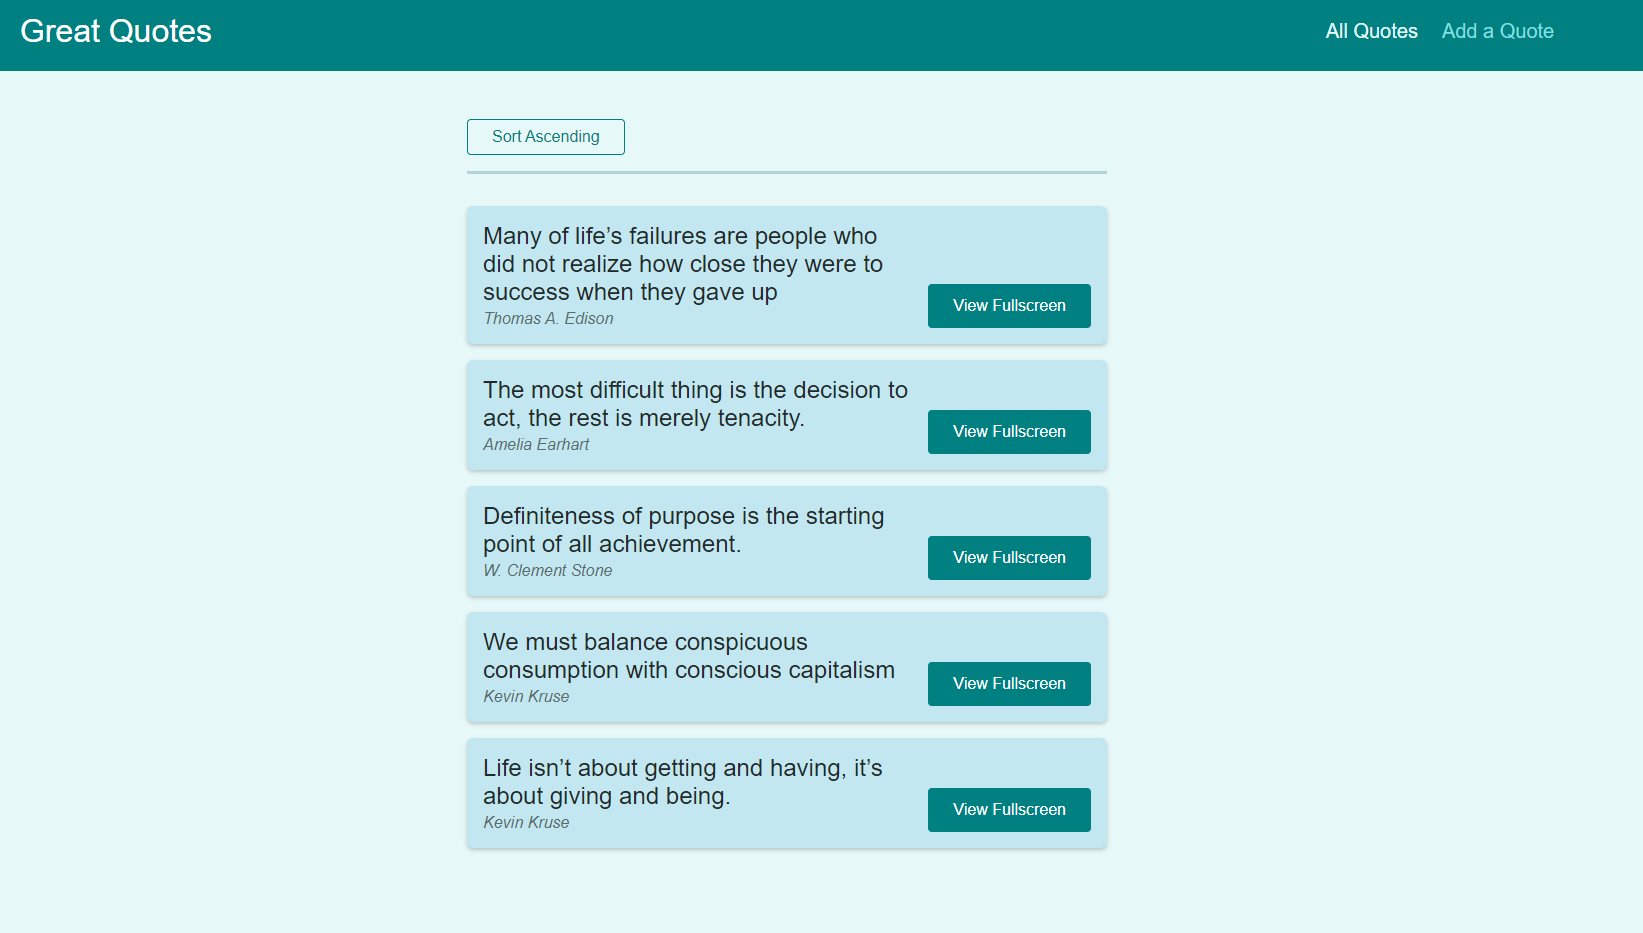 Great Quotes
All Quotes
Add a Quote
Sort Ascending
Many of life’s failures are people who
did not realize how close they were to
success when they gave up
Thomas A. Edison
View Fullscreen
The most difficult thing is the decision to
act, the rest is merely tenacity.
Amelia Earhart
View Fullscreen
Definiteness of purpose is the starting
point of all achievement.
W. Clement Stone
View Fullscreen
We must balance conspicuous
consumption with conscious capitalism
Kevin Kruse
View Fullscreen
Life isn’t about getting and having, it’s
about giving and being.
Kevin Kruse
View Fullscreen